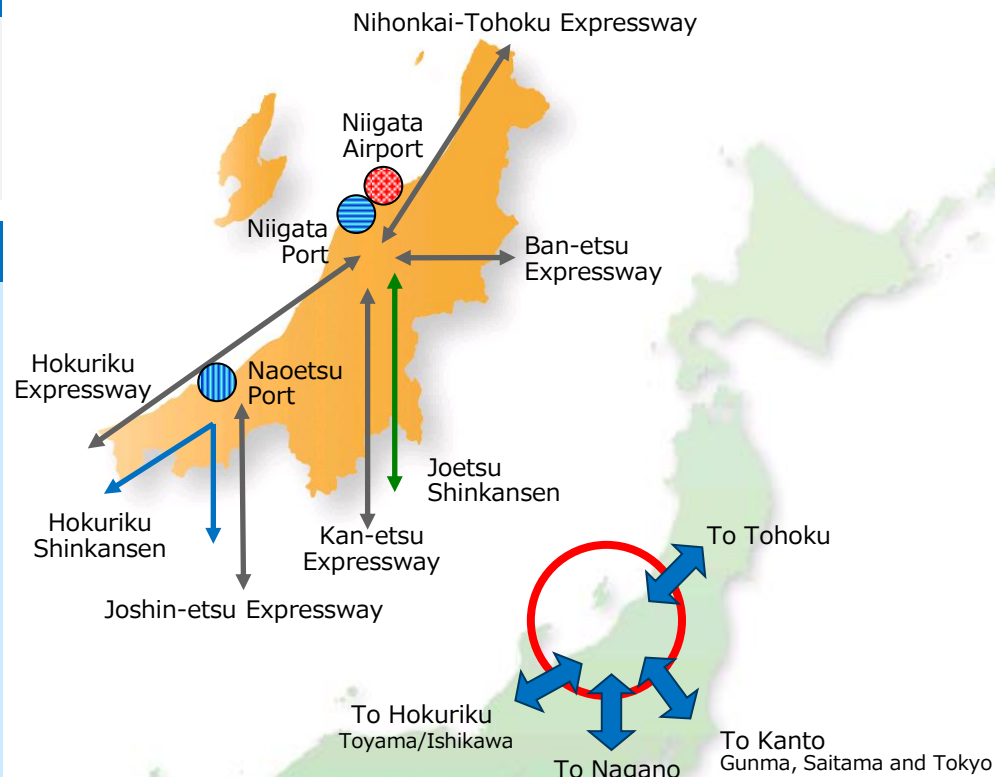 Nihonkai-Tohoku Expressway
Niigata
Airport
Niigata
Port
Ban-etsu
Expressway
Hokuriku
Expressway
Naoetsu
Port
Joetsu
Shinkansen
Hokuriku
Shinkansen
Kan-etsu
Expressway
Joshin-etsu Expressway
To Tohoku
To Hokuriku
Toyama/Ishikawa
To Nagano
To Kanto
Gunma, Saitama and Tokyo